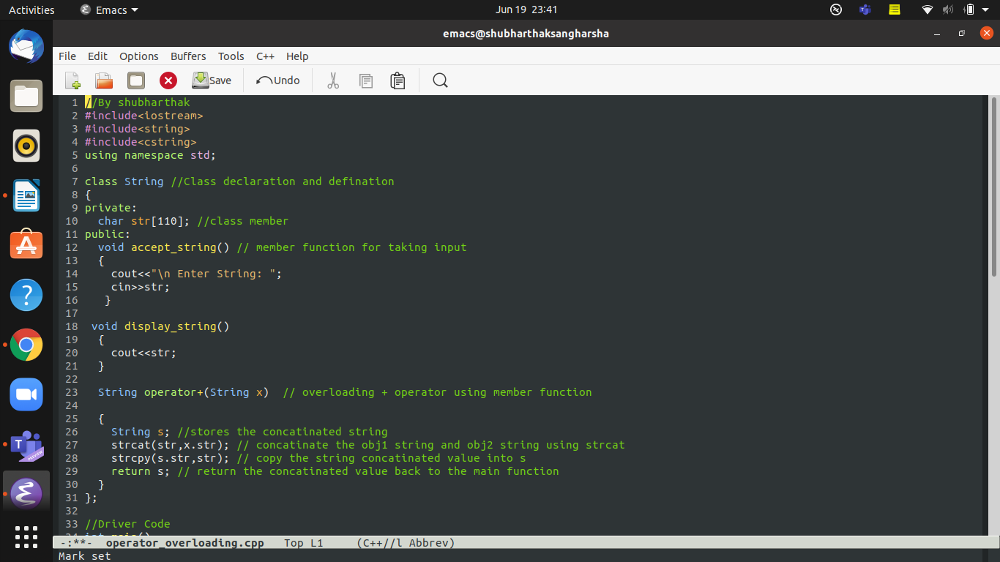 Activities Emacs Jun 19 23:41
emacs@shubharthaksangharsha
File Edit Options Buffers Tools C++ Help
Save Undo
1 //By shubharthak
2 #include<iostream>
3 #include<string>
4 #include<cstring>
5 using namespace std;
6
7 class String //Class declaration and defination
8 {
9 private:
10   char str[110]; //class member
11 public:
12   void accept_string() // member function for taking input
13   {
14     cout<<"\n Enter String: ";
15     cin>>str;
16    }
17
18  void display_string()
19   {
20     cout<<str;
21   }
22
23   String operator+(String x)  // overloading + operator using member function
24
25   {
26     String s; //stores the concatinated string
27     strcat(str,x.str); // concatinate the obj1 string and obj2 string using strcat
28     strcpy(s.str,str); // copy the string concatinated value into s
29     return s; // return the concatinated value back to the main function
30   }
31 };
32
33 //Driver Code
34 int main()
-:**-  operator_overloading.cpp   Top L1     (C++//l Abbrev)
Mark set